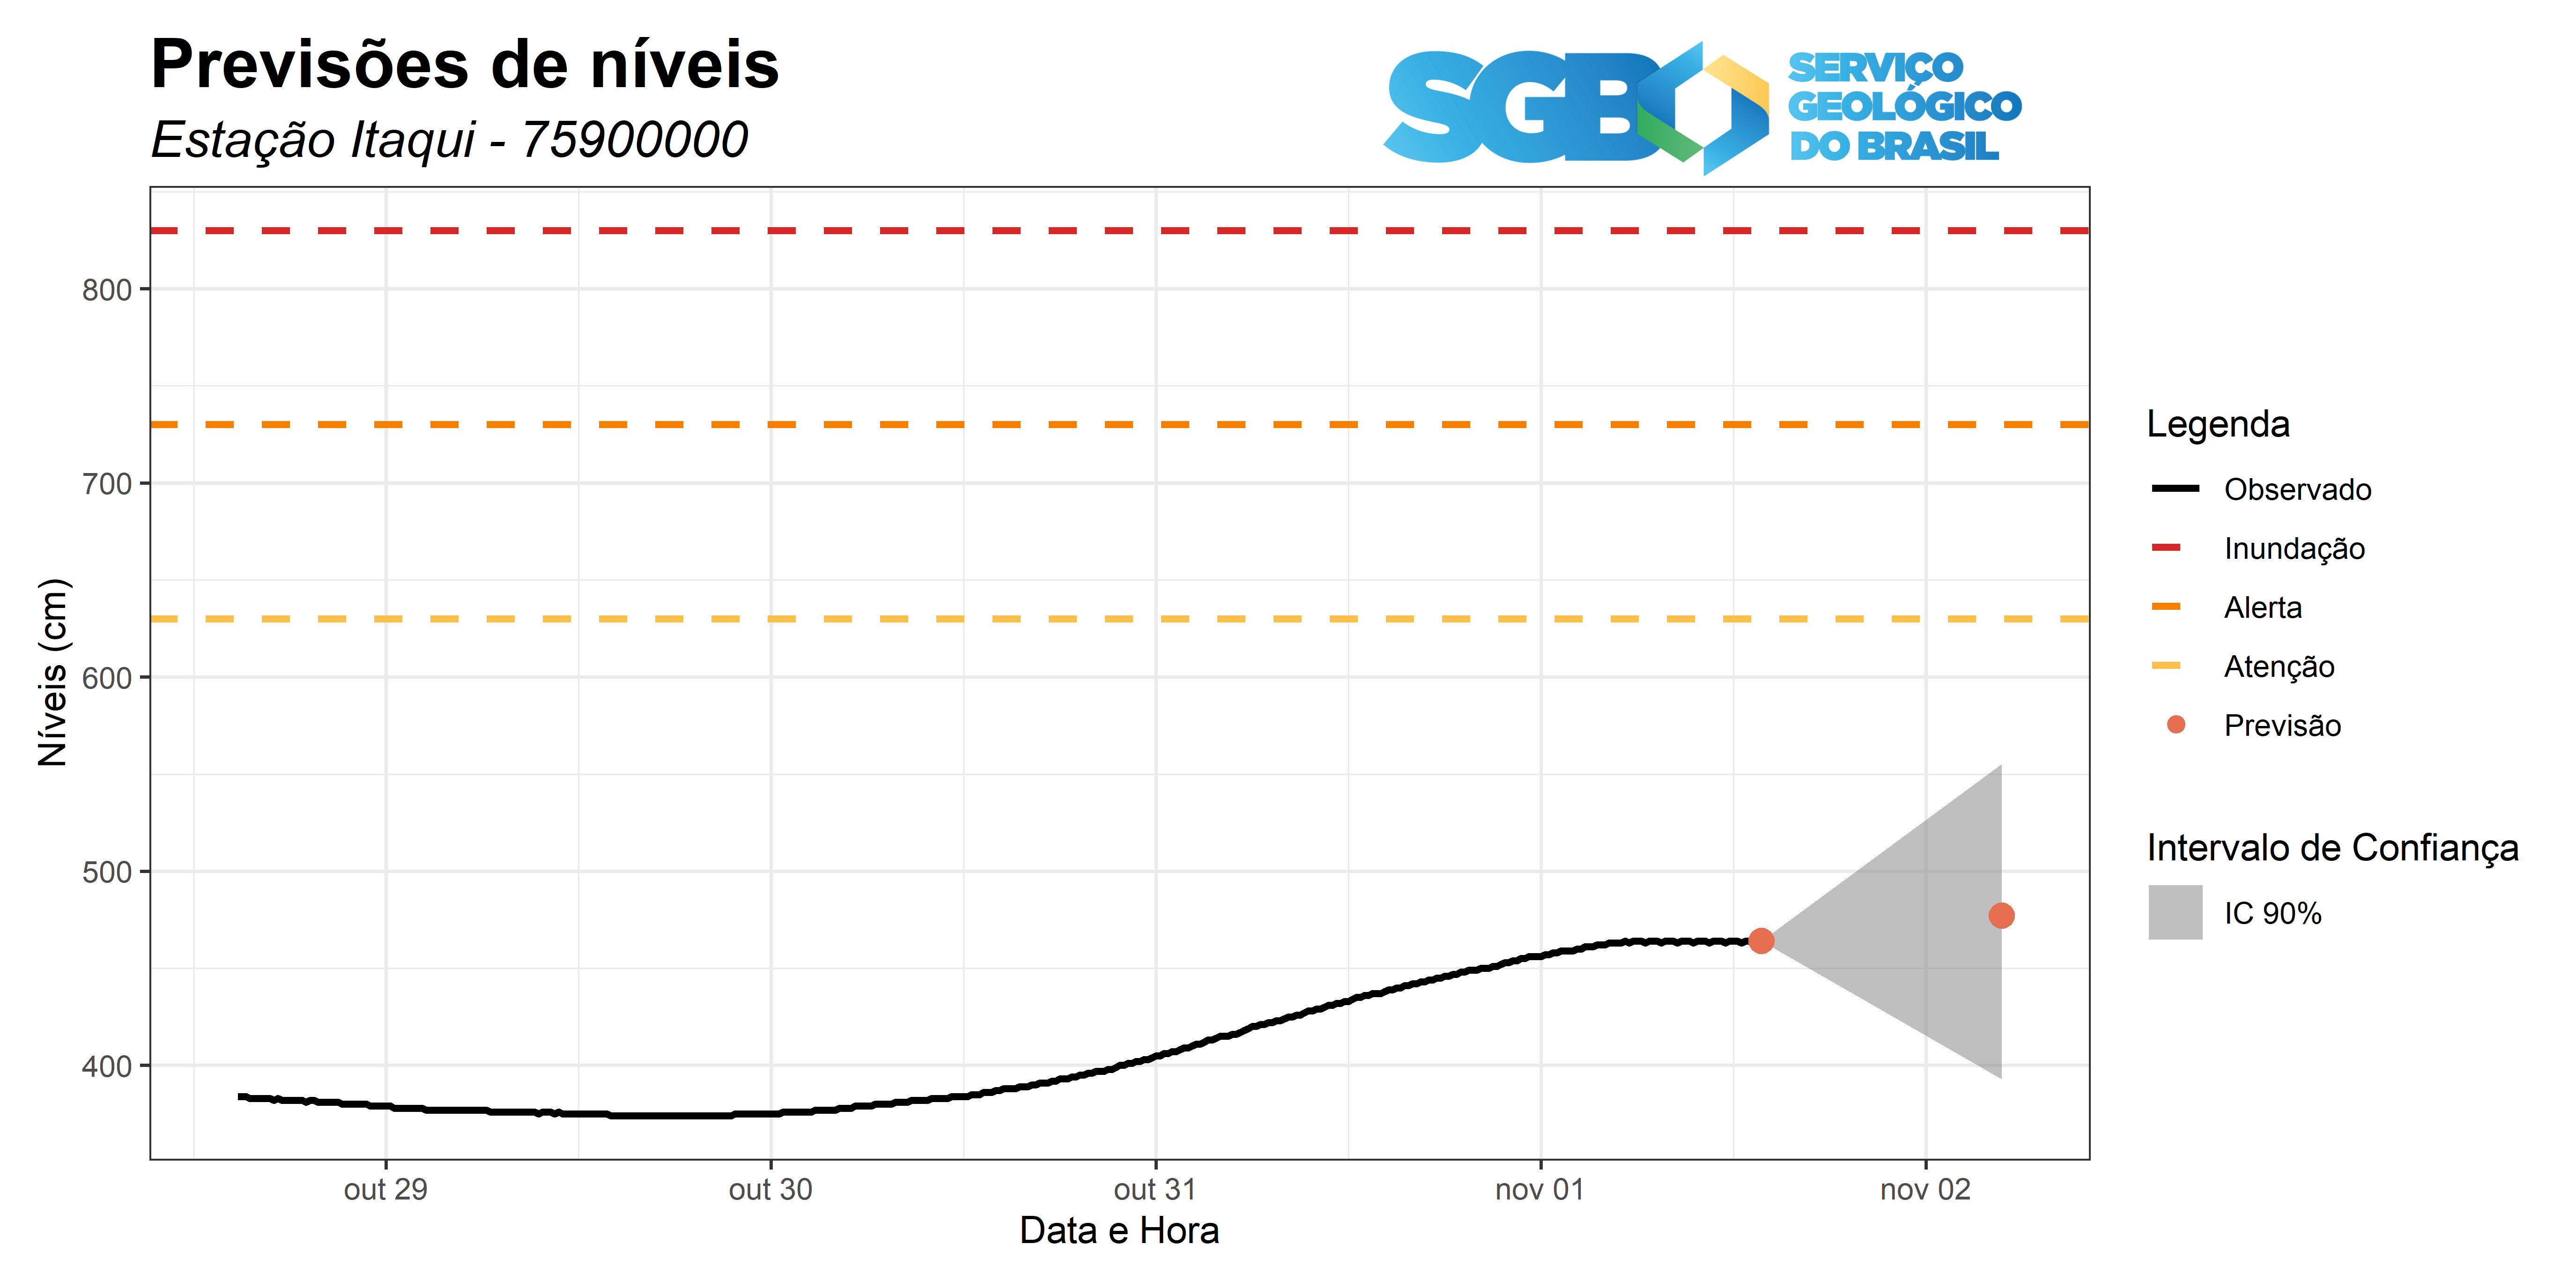 Previsões de níveis
Estação Itaqui - 75900000
SGB
SERVIÇO
GEOLÓGICO
DO BRASIL
Níveis (cm)
800
700
600
500
400
out 29
out 30
out 31
nov 01
nov 02
Data e Hora
Legenda
Observado
Inundação
Alerta
Atenção
Previsão
Intervalo de Confiança
IC 90%